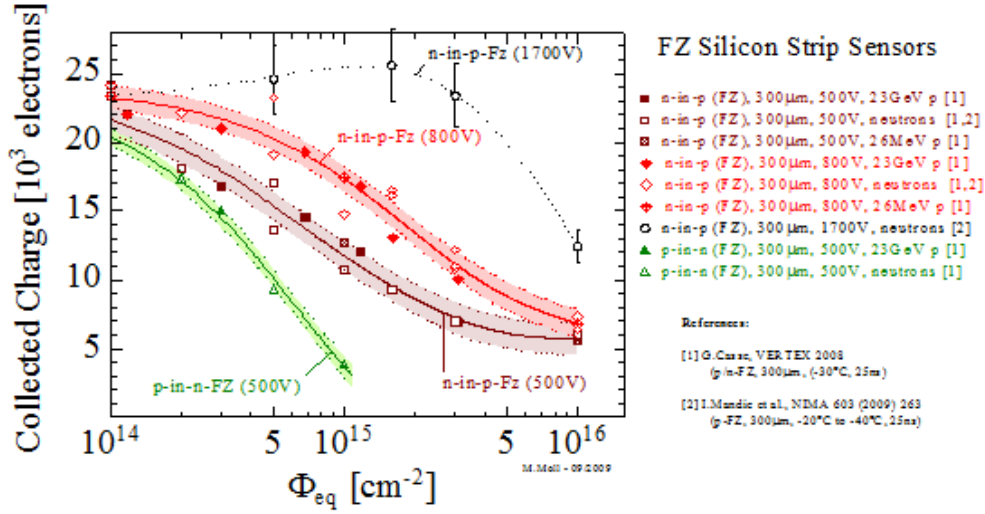 FZ Silicon Strip Sensors
Collected Charge [10³ electrons]
25
20
15
10
5
n-in-p-Fz (1700V)
n-in-p-Fz (800V)
p-in-n-FZ (500V)
n-in-p-Fz (500V)
10¹⁴ 5 10¹⁵ 5 10¹⁶
Φeq [cm⁻²]
M.Moll - 09/2009
n-in-p (FZ), 300μm, 500V, 23GeV p [1]
n-in-p (FZ), 300μm, 500V, neutrons [1,2]
n-in-p (FZ), 300μm, 500V, 26MeV p [1]
n-in-p (FZ), 300μm, 800V, 23GeV p [1]
n-in-p (FZ), 300μm, 800V, neutrons [1,2]
n-in-p (FZ), 300μm, 800V, 26MeV p [1]
n-in-p (FZ), 300μm, 1700V, neutrons [2]
p-in-n (FZ), 300μm, 500V, 23GeV p [1]
p-in-n (FZ), 300μm, 500V, neutrons [1]
References:
[1] G.Casse, VERTEX 2008
(p/n-FZ, 300μm, (-30°C, 25ns)
[2] I.Mandic et al., NIMA 603 (2009) 263
(p-FZ, 300μm, -20°C to -40°C, 25ns)